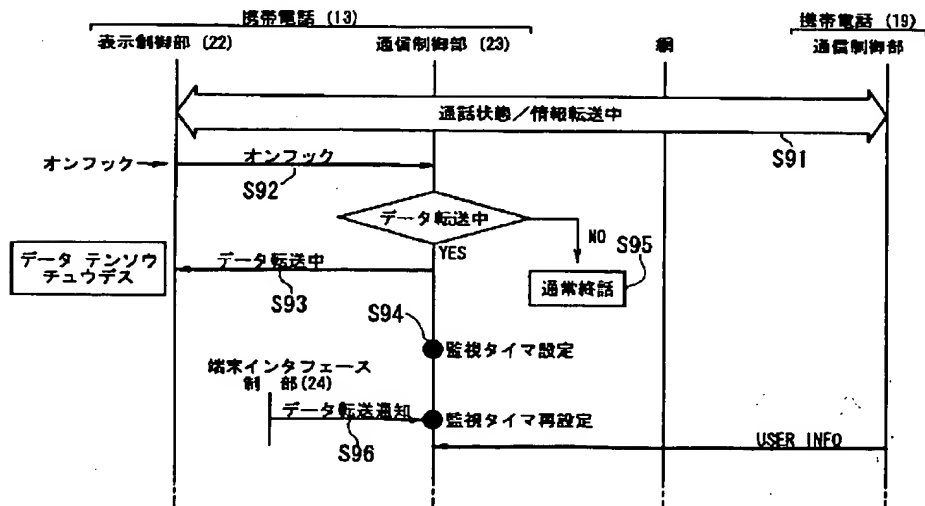 携帯電話 (13)
携帯電話 (19)
表示制御部 (22)
通信制御部 (23)
網
通信制御部
通話状態/情報転送中
S91
オンフック
オンフック
S92
データ転送中
NO
S95
YES
データ テンソウ
チュウデス
データ転送中
通常終話
S93
S94
監視タイマ設定
端末インタフェース
制 部(24)
データ転送通知
監視タイマ再設定
S96
USER INFO